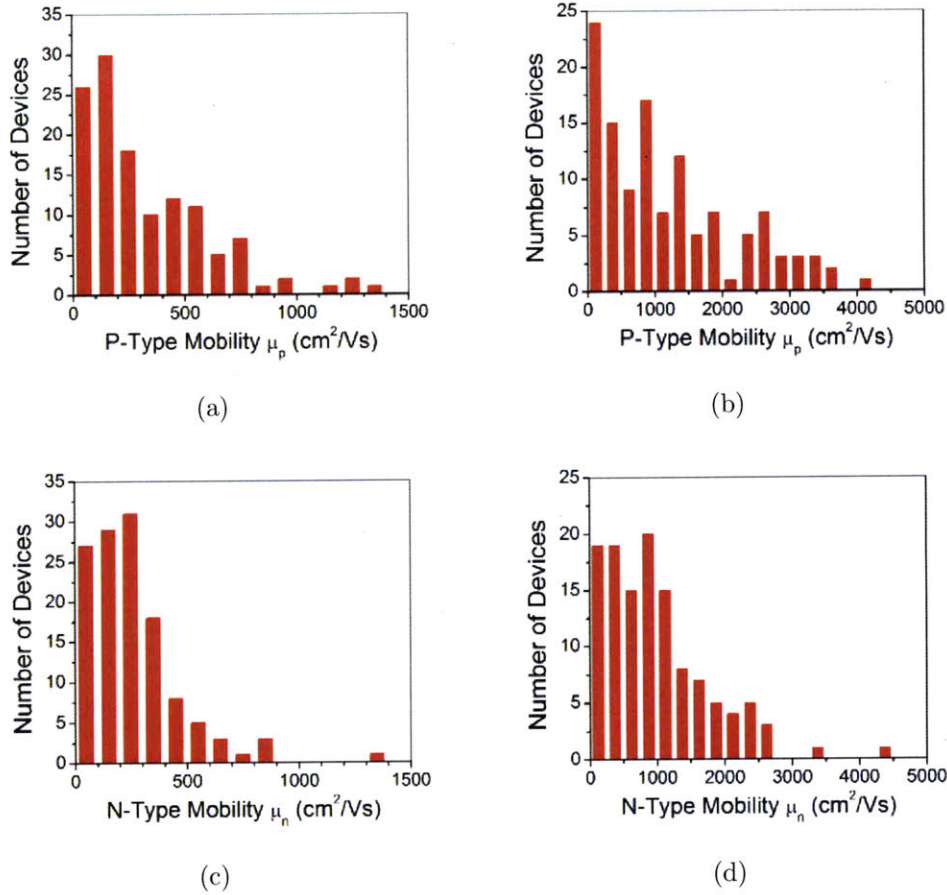 35
30
25
20
15
10
5
0
Number of Devices
0 500 1000 1500
P-Type Mobility μp (cm²/Vs)
(a)
25
20
15
10
5
0
Number of Devices
0 1000 2000 3000 4000 5000
P-Type Mobility μp (cm²/Vs)
(b)
35
30
25
20
15
10
5
0
Number of Devices
0 500 1000 1500
N-Type Mobility μn (cm²/Vs)
(c)
25
20
15
10
5
0
Number of Devices
0 1000 2000 3000 4000 5000
N-Type Mobility μn (cm²/Vs)
(d)